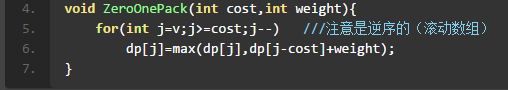 4. void ZeroOnePack(int cost,int weight){
5. for(int j=v;j>=cost;j--) ///注意是逆序的（滚动数组）
6. dp[j]=max(dp[j],dp[j-cost]+weight);
7. }